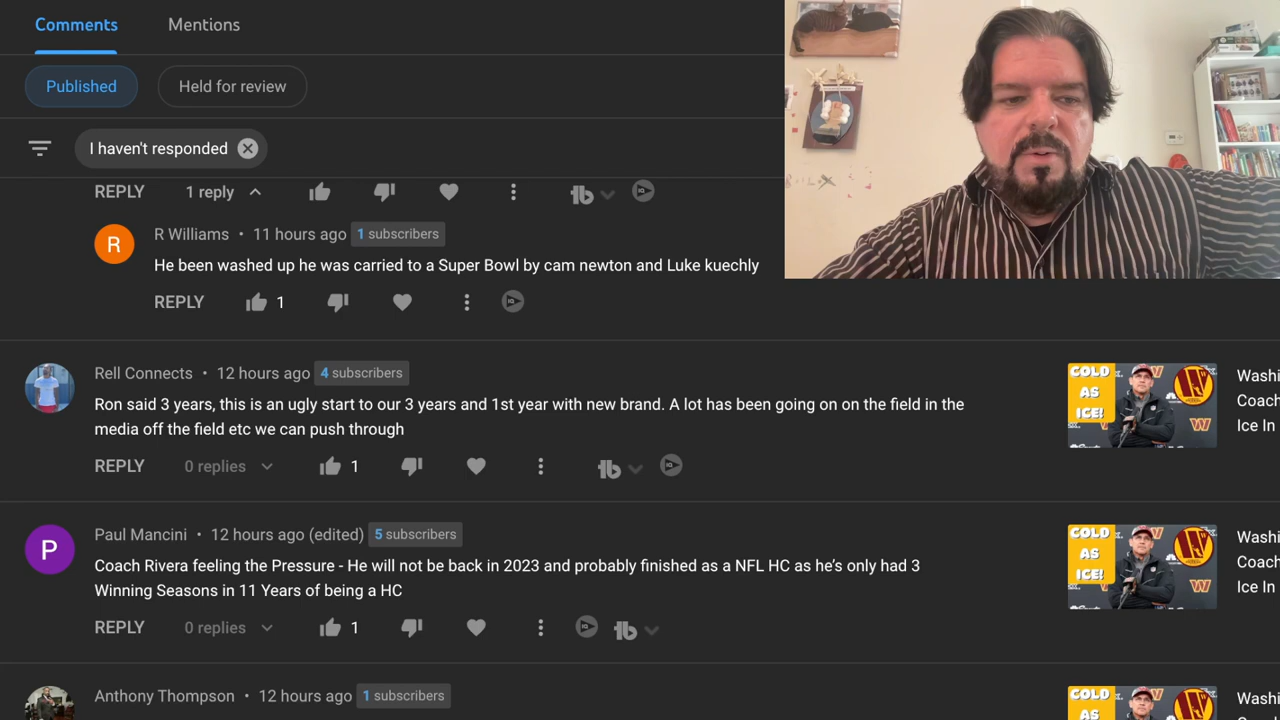 Comments Mentions
Published Held for review
I haven't responded
REPLY 1 reply
R R Williams • 11 hours ago 1 subscribers
He been washed up he was carried to a Super Bowl by cam newton and Luke kuechly
REPLY 1
Rell Connects • 12 hours ago 4 subscribers
Ron said 3 years, this is an ugly start to our 3 years and 1st year with new brand. A lot has been going on on the field in the
media off the field etc we can push through
REPLY 0 replies 1
COLD
AS
ICE!
Washi
Coach
Ice In
P Paul Mancini • 12 hours ago (edited) 5 subscribers
Coach Rivera feeling the Pressure - He will not be back in 2023 and probably finished as a NFL HC as he's only had 3
Winning Seasons in 11 Years of being a HC
REPLY 0 replies 1
COLD
AS
ICE!
Washi
Coach
Ice In
Anthony Thompson • 12 hours ago 1 subscribers
COLD
AS
Washi